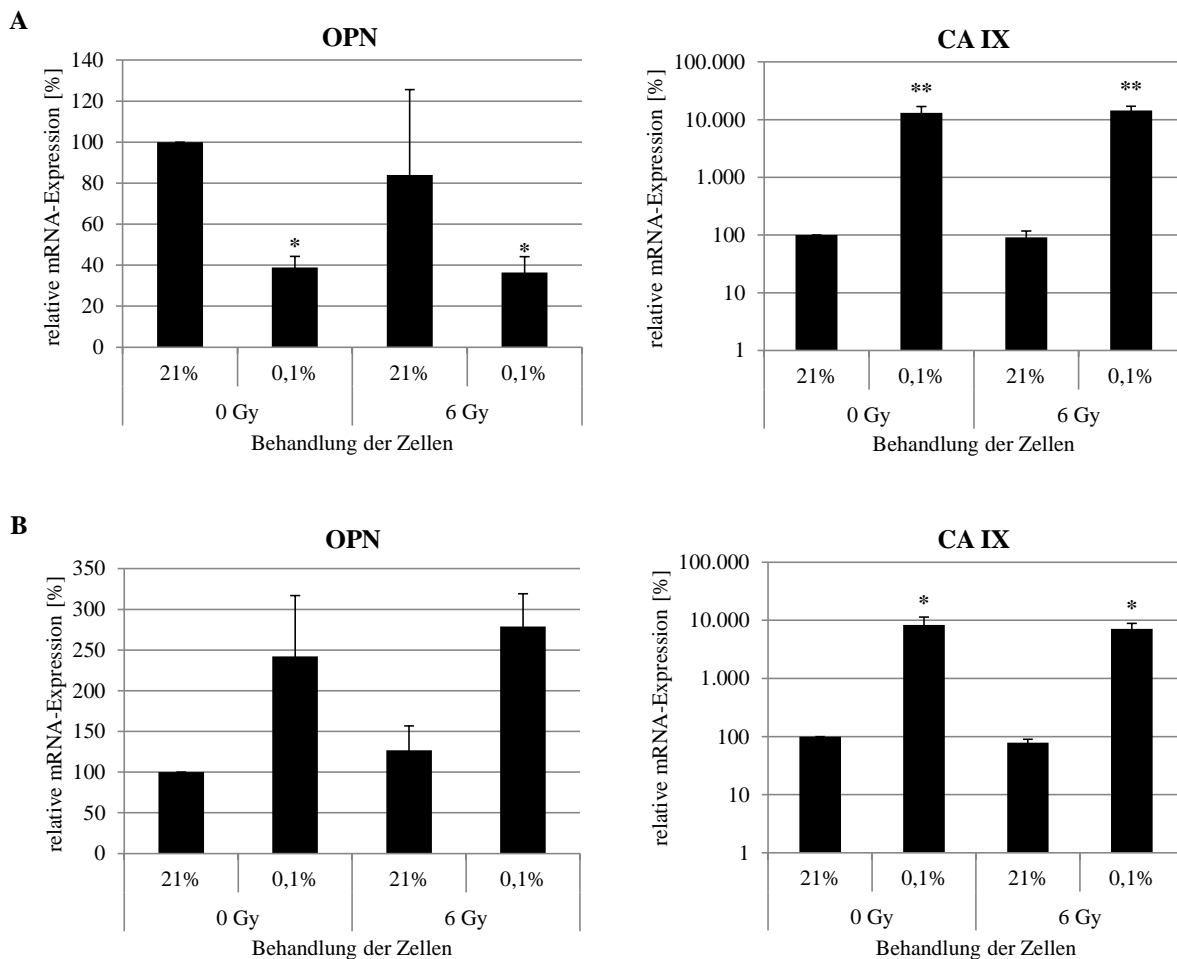 A
OPN
relative mRNA-Expression [%]
140
120
100
80
60
40
20
0
*
*
21%
0,1%
21%
0,1%
0 Gy
6 Gy
Behandlung der Zellen
CA IX
relative mRNA-Expression [%]
100.000
10.000
1.000
100
10
1
**
**
21%
0,1%
21%
0,1%
0 Gy
6 Gy
Behandlung der Zellen
B
OPN
relative mRNA-Expression [%]
350
300
250
200
150
100
50
0
21%
0,1%
21%
0,1%
0 Gy
6 Gy
Behandlung der Zellen
CA IX
relative mRNA-Expression [%]
100.000
10.000
1.000
100
10
1
*
*
21%
0,1%
21%
0,1%
0 Gy
6 Gy
Behandlung der Zellen